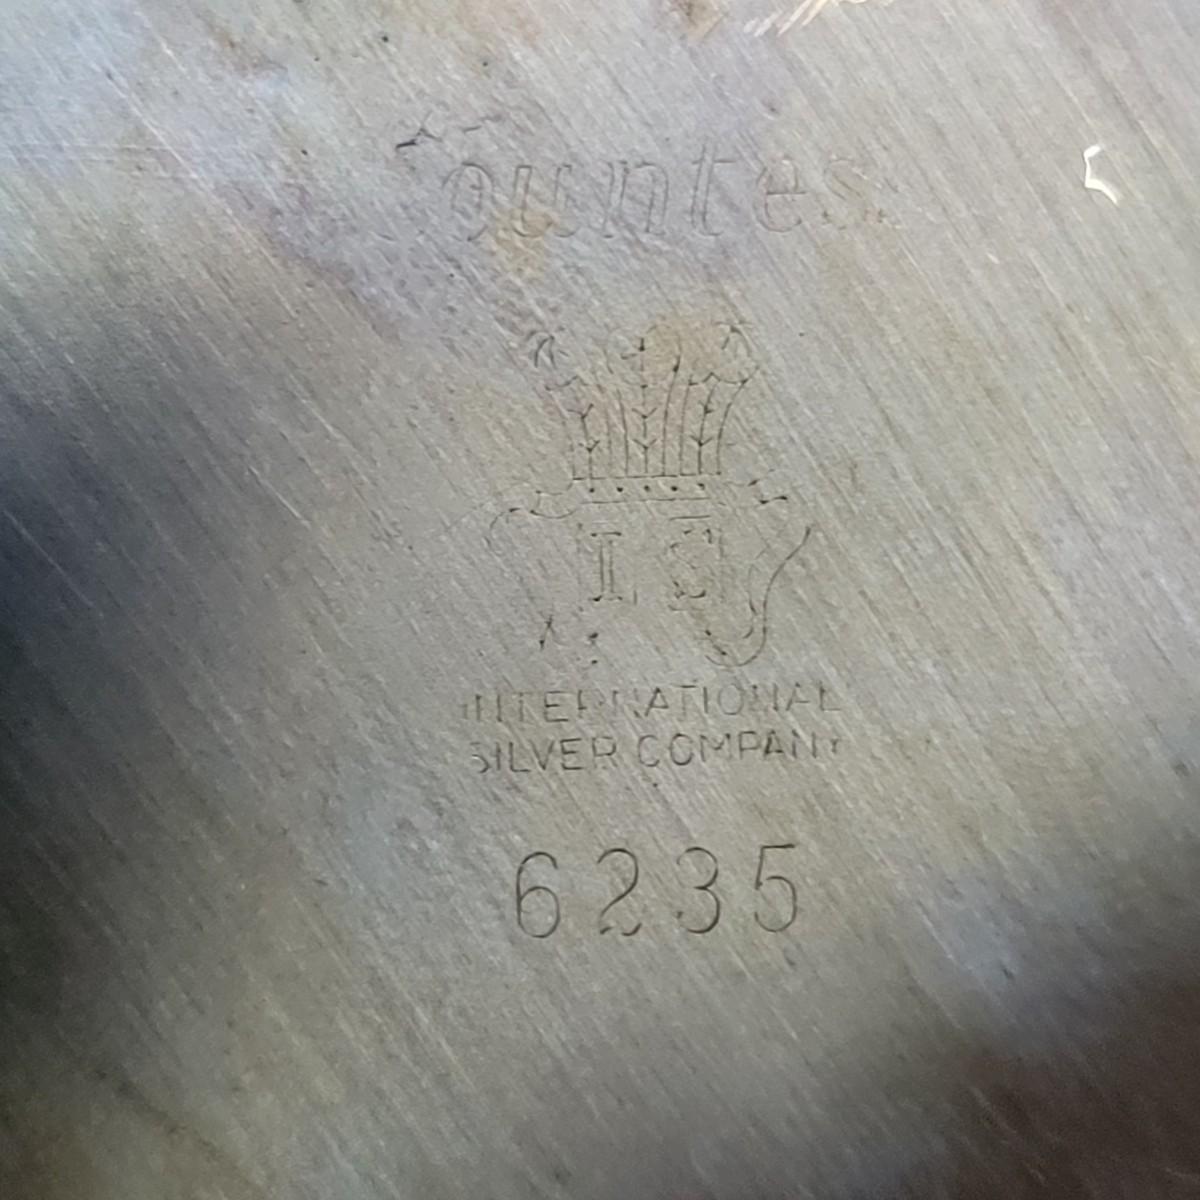 ountes
I S
INTERNATIONAL
SILVER COMPANY
6235